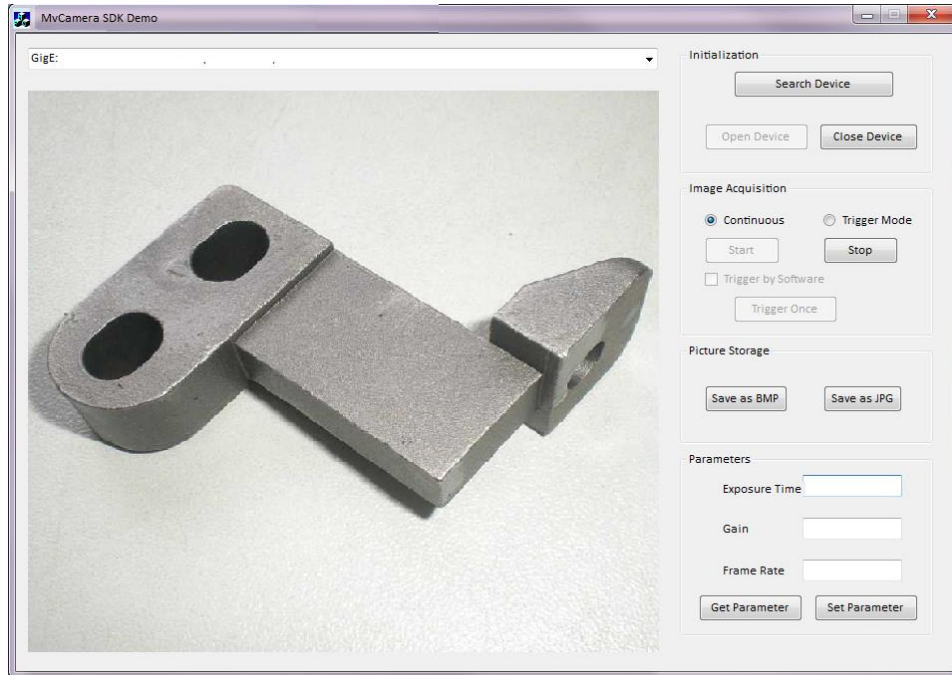 MvCamera SDK Demo
GigE: , ,
Initialization
Search Device
Open Device Close Device
Image Acquisition
Continuous Trigger Mode
Start Stop
Trigger by Software
Trigger Once
Picture Storage
Save as BMP Save as JPG
Parameters
Exposure Time
Gain
Frame Rate
Get Parameter Set Parameter